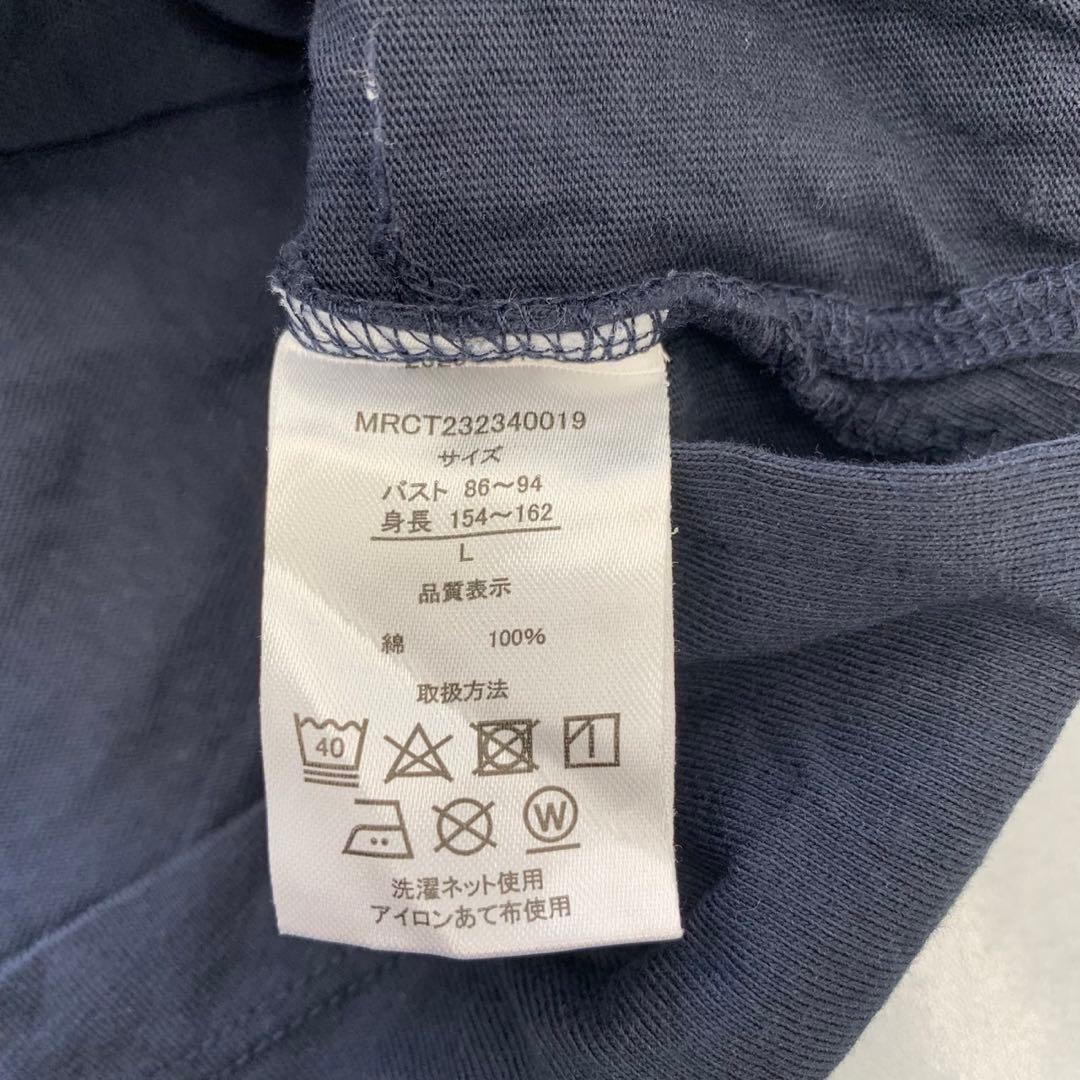 MRCT232340019
サイズ
バスト 86～94
身長 154～162
L
品質表示
綿 100%
取扱方法
40
W
洗濯ネット使用
アイロンあて布使用